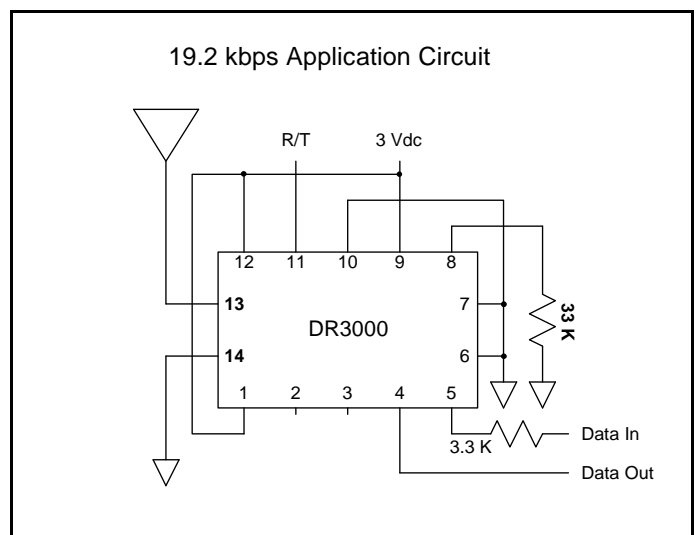 19.2 kbps Application Circuit
R/T
3 Vdc
12 11 10 9 8
13
7
33 K
DR3000
14
6
1 2 3 4 5
3.3 K
Data In
Data Out